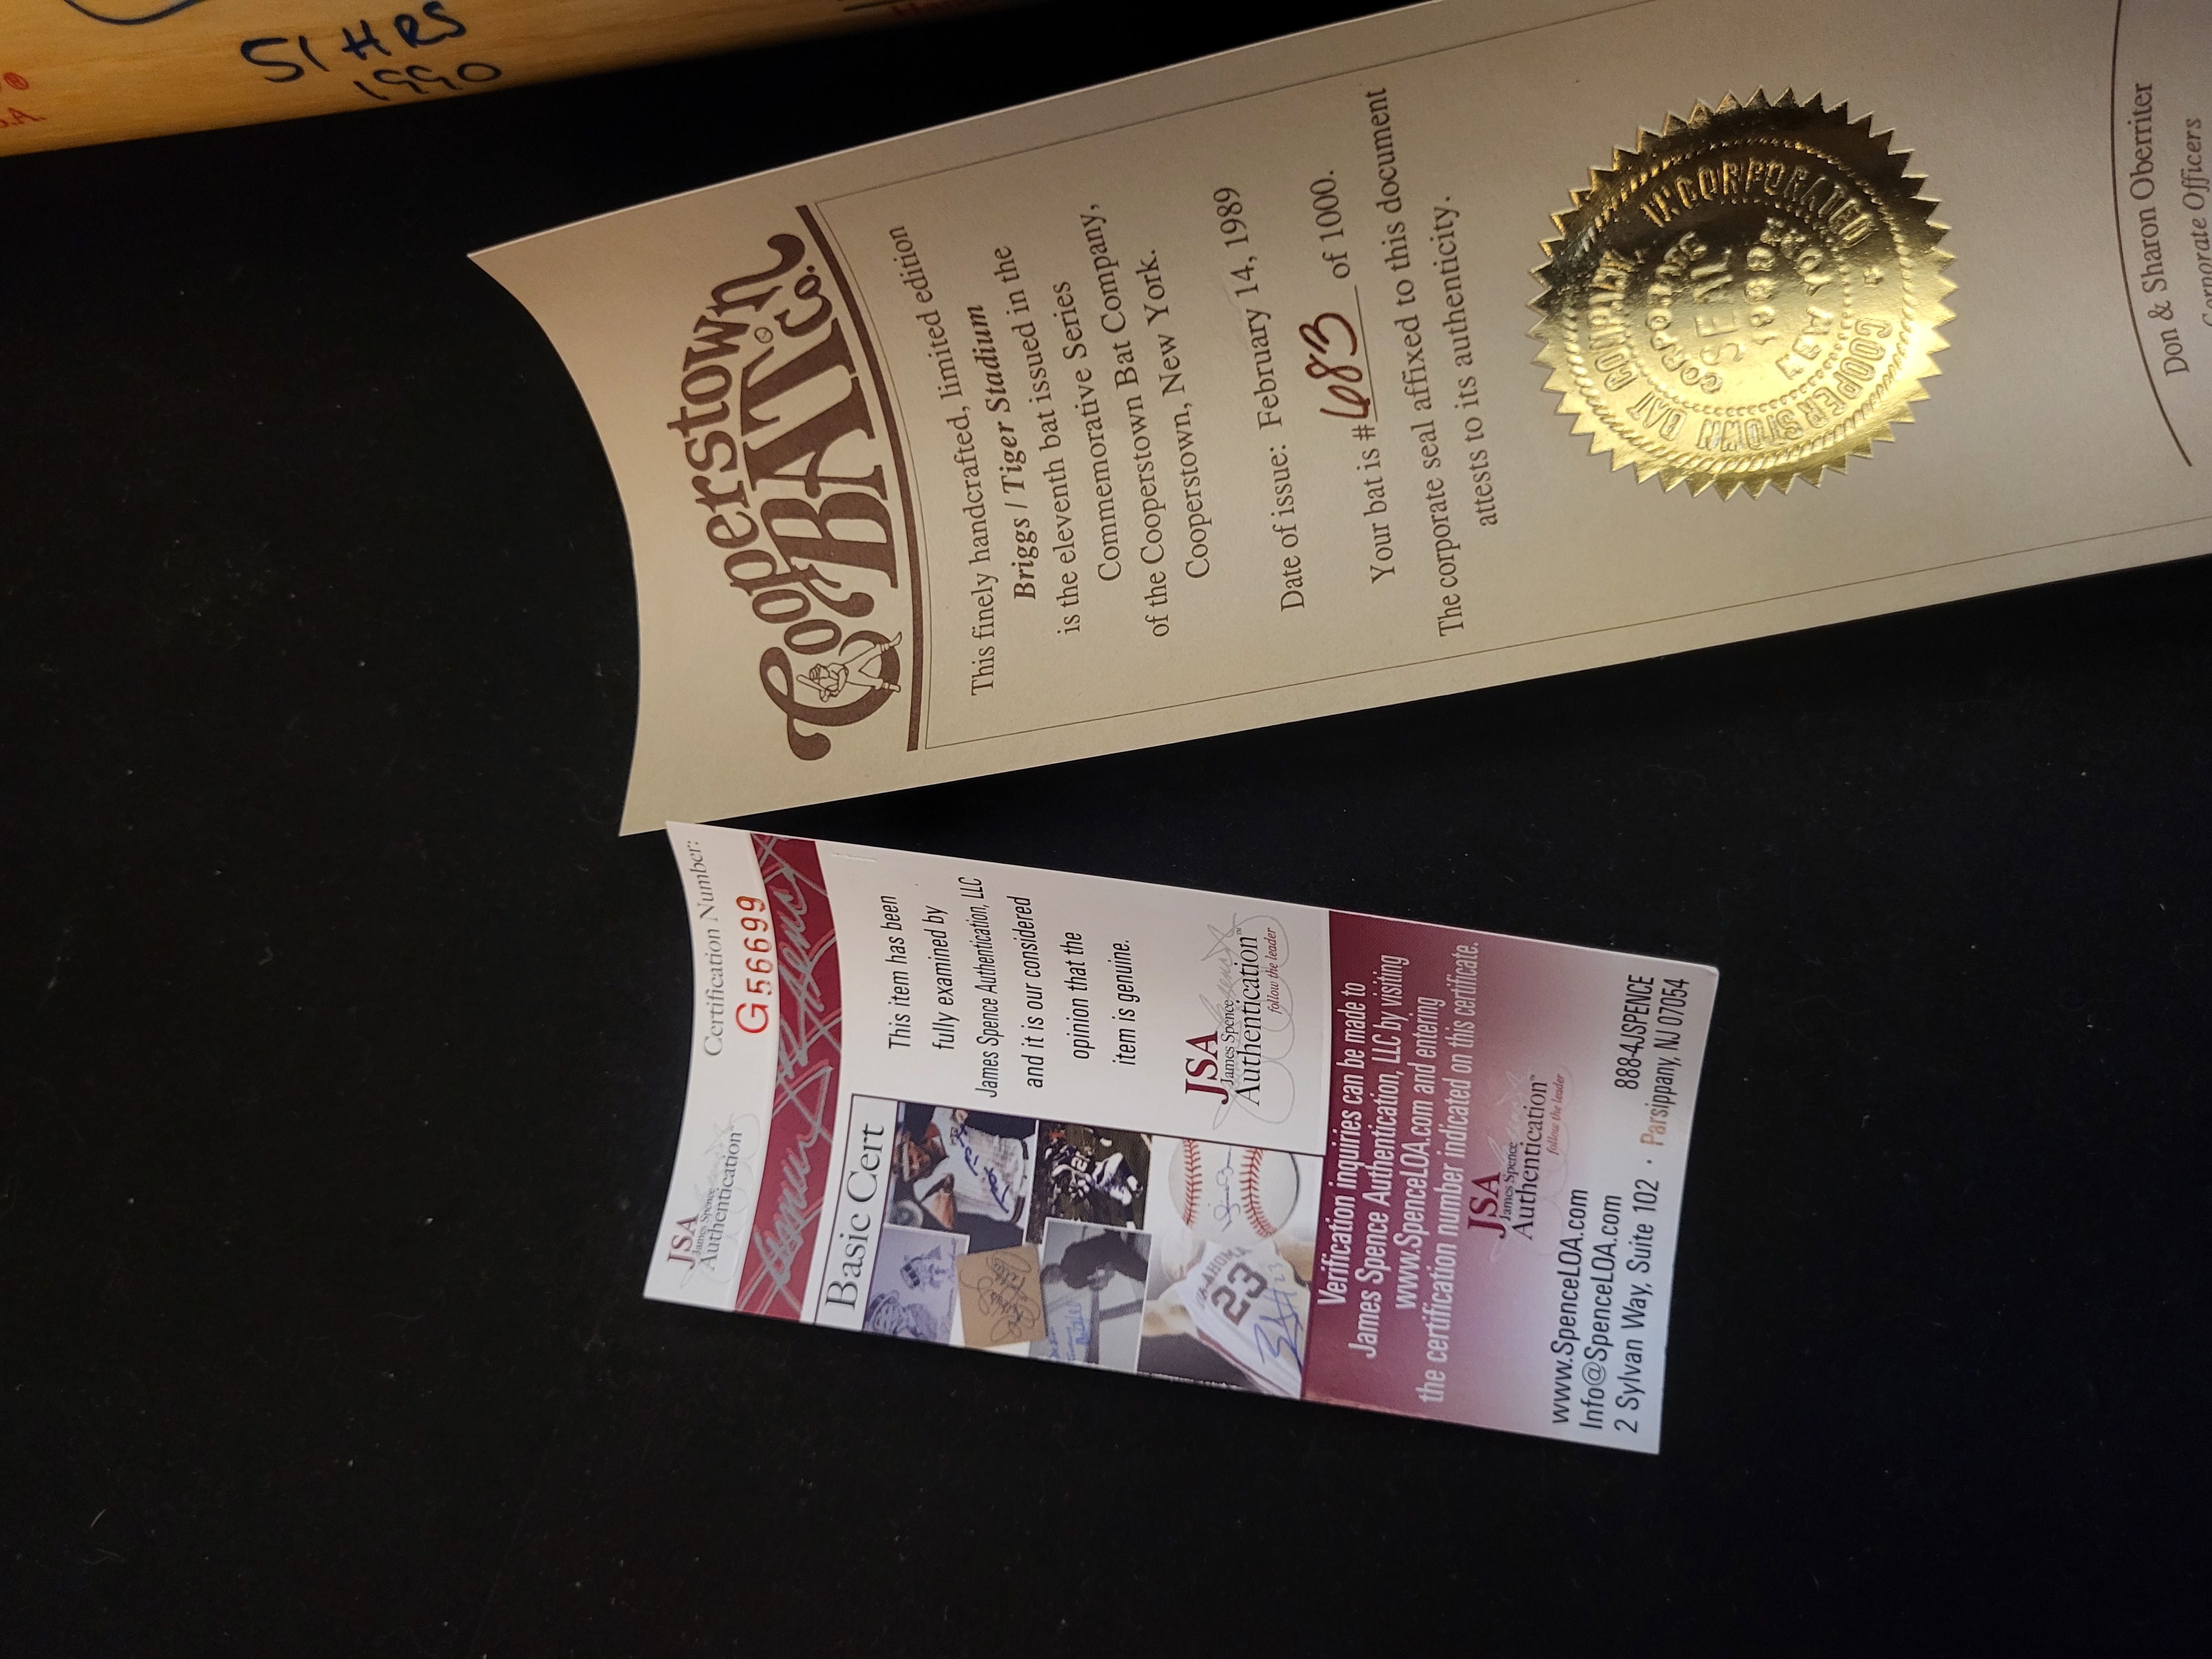 51 HRS
1990
Cooperstown
BAT Co.
This finely handcrafted, limited edition
Briggs / Tiger Stadium
is the eleventh bat issued in the
Commemorative Series
of the Cooperstown Bat Company,
Cooperstown, New York.
Date of issue: February 14, 1989
Your bat is #683 of 1000.
The corporate seal affixed to this document
attests to its authenticity.
COOPERSTOWN BAT COMPANY, INCORPORATED
CORPORATE
SEAL
NEW YORK
Don & Sharon Oberriter
Corporate Officers
JSA
James Spence
Authentication
Certification Number:
G56699
Basic Cert
This item has been
fully examined by
James Spence Authentication, LLC
and it is our considered
opinion that the
item is genuine.
23
JSA
James Spence
Authentication™
follow the leader
Verification inquiries can be made to
James Spence Authentication, LLC by visiting
www.SpenceLOA.com and entering
the certification number indicated on this certificate.
JSA
James Spence
Authentication™
follow the leader
www.SpenceLOA.com
Info@SpenceLOA.com 888-4JSPENCE
2 Sylvan Way, Suite 102 · Parsippany, NJ 07054